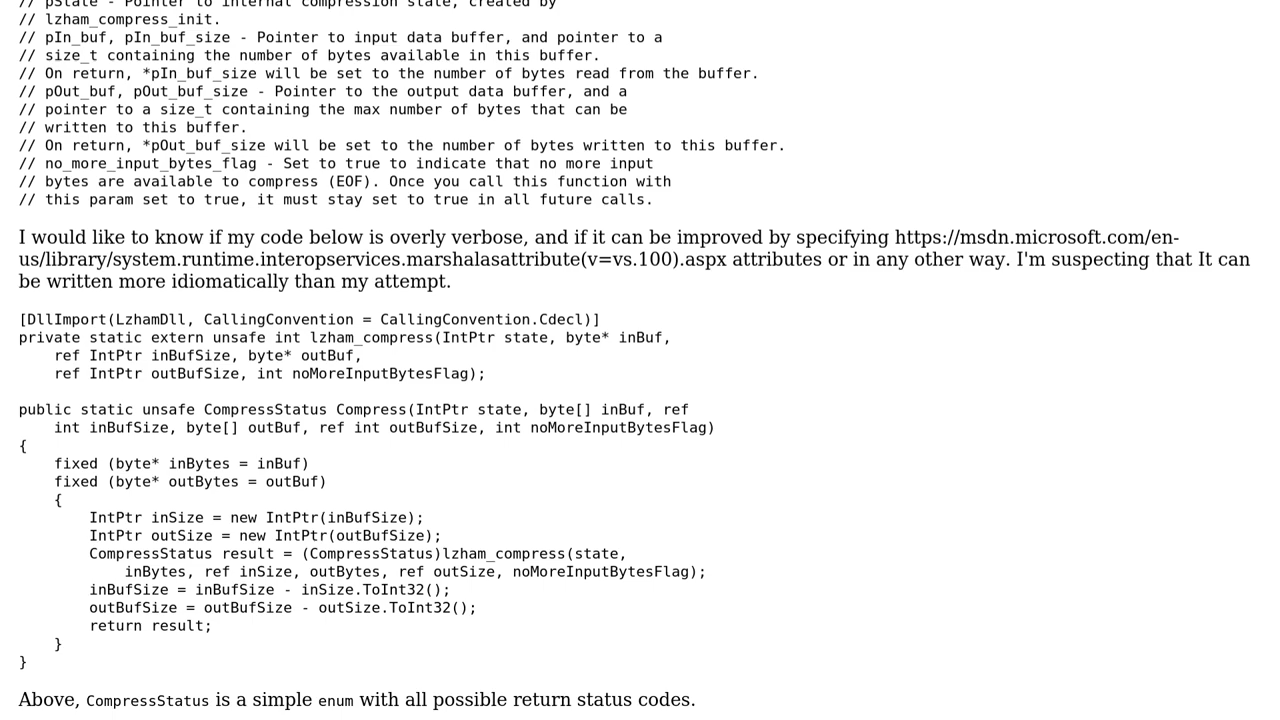 // pState - Pointer to internal compression state, created by
// lzham_compress_init.
// pIn_buf, pIn_buf_size - Pointer to input data buffer, and pointer to a
// size_t containing the number of bytes available in this buffer.
// On return, *pIn_buf_size will be set to the number of bytes read from the buffer.
// pOut_buf, pOut_buf_size - Pointer to the output data buffer, and a
// pointer to a size_t containing the max number of bytes that can be
// written to this buffer.
// On return, *pOut_buf_size will be set to the number of bytes written to this buffer.
// no_more_input_bytes_flag - Set to true to indicate that no more input
// bytes are available to compress (EOF). Once you call this function with
// this param set to true, it must stay set to true in all future calls.
I would like to know if my code below is overly verbose, and if it can be improved by specifying https://msdn.microsoft.com/en-
us/library/system.runtime.interopservices.marshalasattribute(v=vs.100).aspx attributes or in any other way. I'm suspecting that It can
be written more idiomatically than my attempt.
[DllImport(LzhamDll, CallingConvention = CallingConvention.Cdecl)]
private static extern unsafe int lzham_compress(IntPtr state, byte* inBuf,
    ref IntPtr inBufSize, byte* outBuf,
    ref IntPtr outBufSize, int noMoreInputBytesFlag);
public static unsafe CompressStatus Compress(IntPtr state, byte[] inBuf, ref
    int inBufSize, byte[] outBuf, ref int outBufSize, int noMoreInputBytesFlag)
{
    fixed (byte* inBytes = inBuf)
    fixed (byte* outBytes = outBuf)
    {
        IntPtr inSize = new IntPtr(inBufSize);
        IntPtr outSize = new IntPtr(outBufSize);
        CompressStatus result = (CompressStatus)lzham_compress(state,
            inBytes, ref inSize, outBytes, ref outSize, noMoreInputBytesFlag);
        inBufSize = inBufSize - inSize.ToInt32();
        outBufSize = outBufSize - outSize.ToInt32();
        return result;
    }
}
Above, CompressStatus is a simple enum with all possible return status codes.